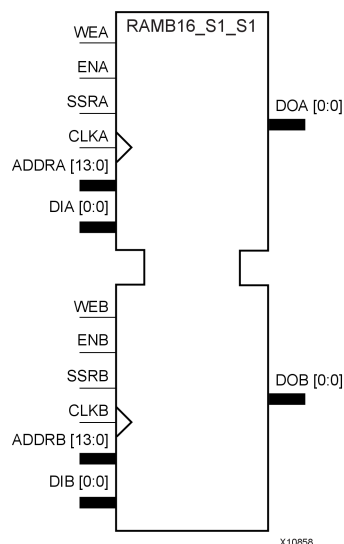 RAMB16_S1_S1
WEA
ENA
SSRA
CLKA
ADDRA [13:0]
DIA [0:0]
DOA [0:0]
WEB
ENB
SSRB
CLKB
ADDRB [13:0]
DIB [0:0]
DOB [0:0]
X10858